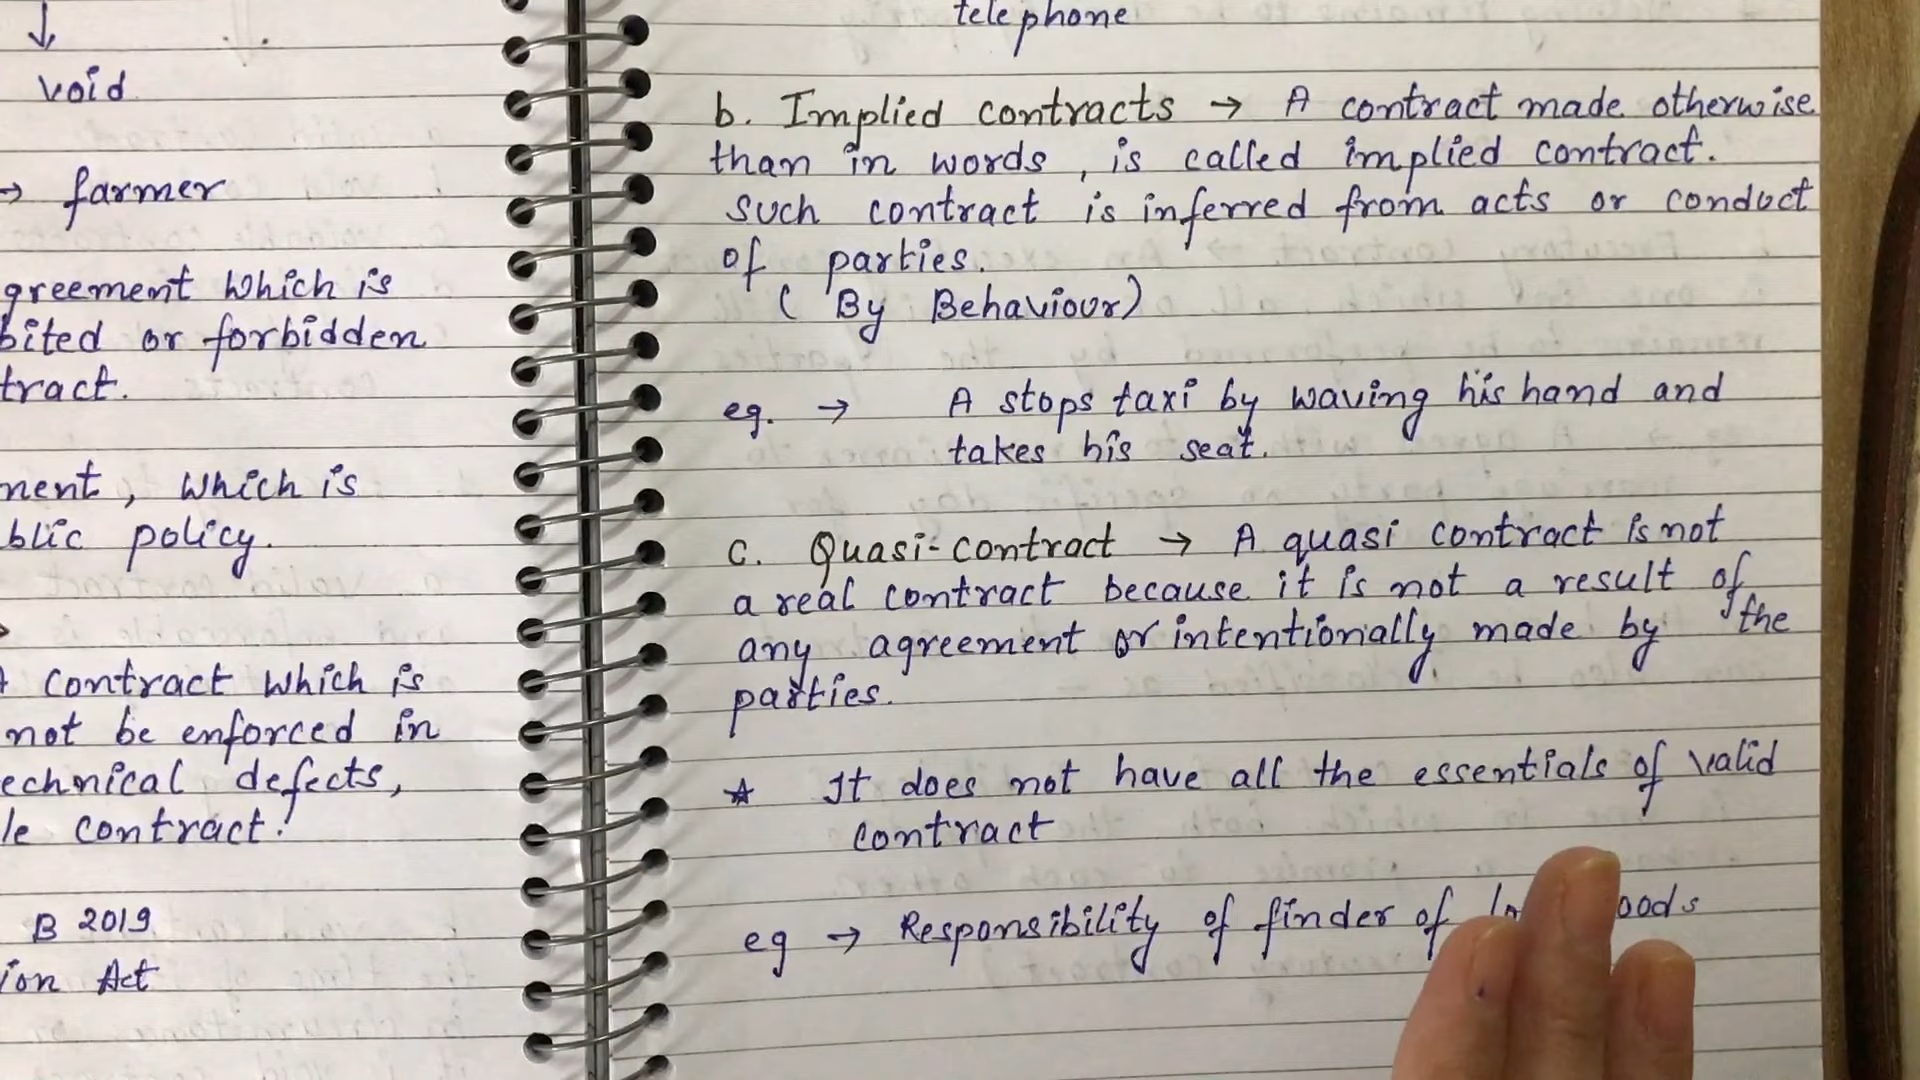 void
farmer
greement which is
bited or forbidden
tract.
ment, which is
blic policy.
contract which is
not be enforced in
echnical defects,
le contract!
B 2019
ion Act
telephone
b. Implied contracts → A contract made otherwise
than in words, is called implied contract.
Such contract is inferred from acts or conduct
of parties.
( By Behaviour)
eg. → A stops taxi by waving his hand and
takes his seat.
c. Quasi-contract → A quasi contract is not
a real contract because it is not a result of
any agreement or intentionally made by the
parties.
* It does not have all the essentials of valid
contract
eg → Responsibility of finder of